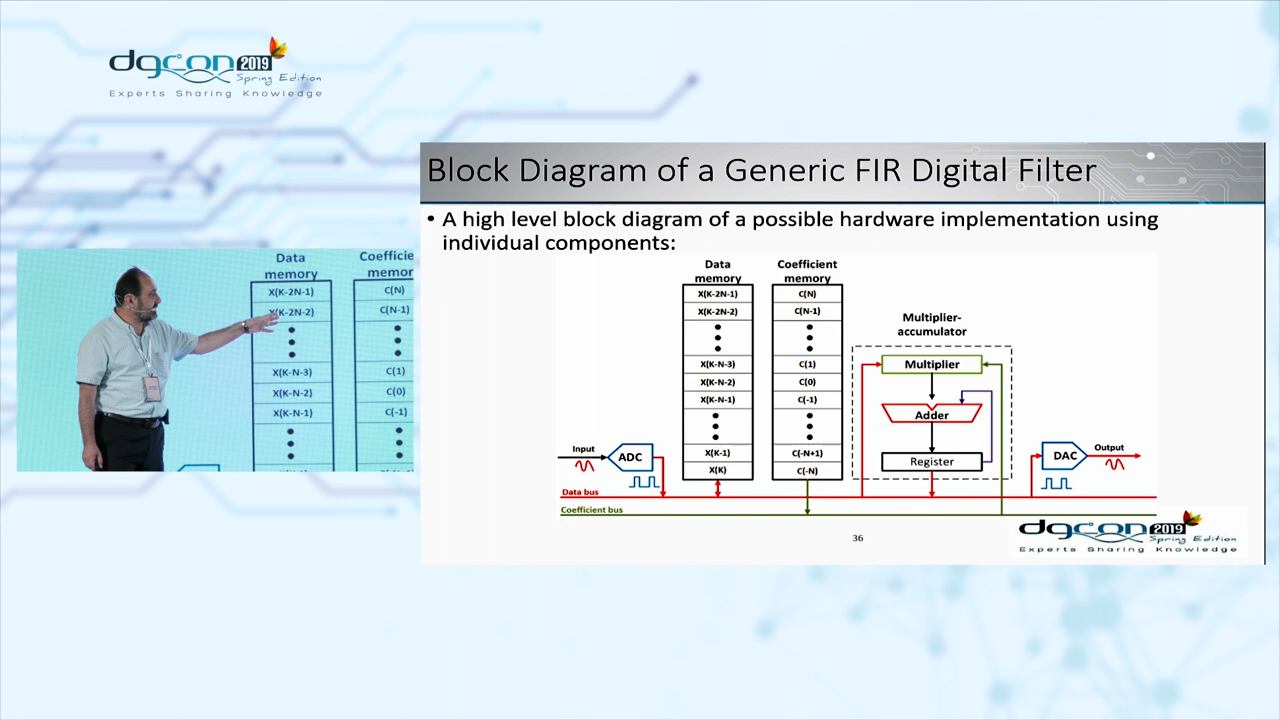 dgcon 2019
Spring Edition
Experts Sharing Knowledge
Block Diagram of a Generic FIR Digital Filter
• A high level block diagram of a possible hardware implementation using
individual components:
Data
memory
X(K-2N-1)
X(K-2N-2)
X(K-N-3)
X(K-N-2)
X(K-N-1)
X(K-1)
X(K)
Coefficient
memory
C(N)
C(N-1)
C(1)
C(0)
C(-1)
C(-N+1)
C(-N)
Multiplier-
accumulator
Multiplier
Adder
Register
Input
ADC
DAC
Output
Data bus
Coefficient bus
36
dgcon 2019
Spring Edition
Experts Sharing Knowledge
Data
memory
X(K-2N-1)
X(K-2N-2)
X(K-N-3)
X(K-N-2)
X(K-N-1)
Coefficie
memor
C(N)
C(N-1)
C(1)
C(0)
C(-1)